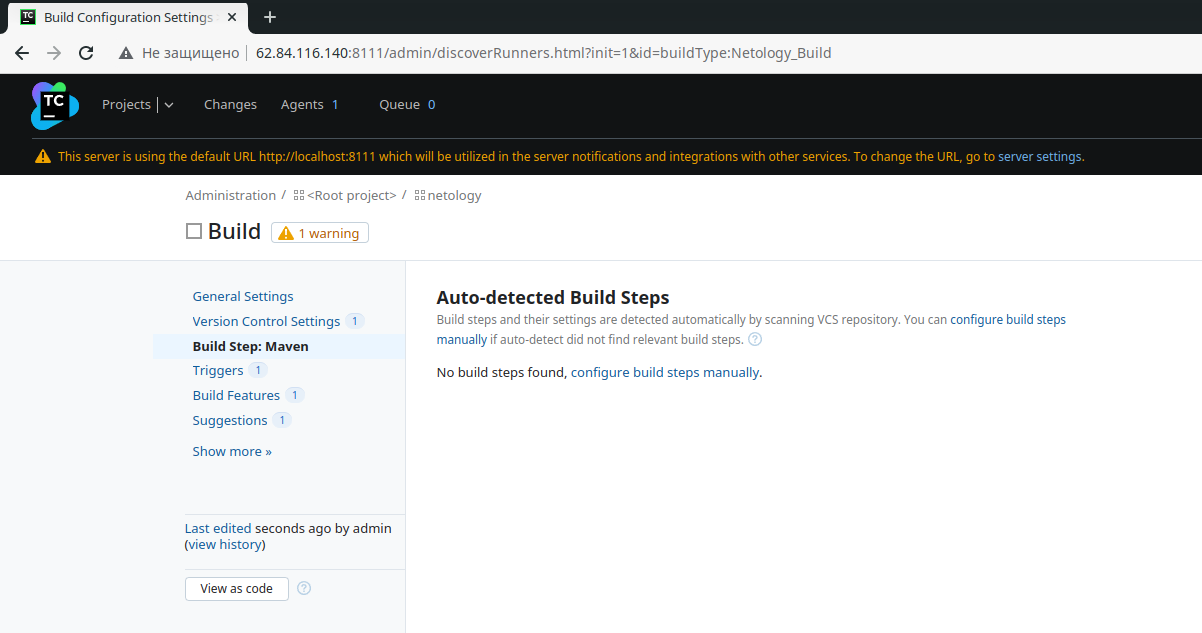 TC Build Configuration Settings
Не защищено 62.84.116.140:8111/admin/discoverRunners.html?init=1&id=buildType:Netology_Build
TC Projects Changes Agents 1 Queue 0
This server is using the default URL http://localhost:8111 which will be utilized in the server notifications and integrations with other services. To change the URL, go to server settings.
Administration / <Root project> / netology
Build 1 warning
General Settings
Version Control Settings 1
Build Step: Maven
Triggers 1
Build Features 1
Suggestions 1
Show more »
Last edited seconds ago by admin
(view history)
View as code ?
Auto-detected Build Steps
Build steps and their settings are detected automatically by scanning VCS repository. You can configure build steps
manually if auto-detect did not find relevant build steps. ?
No build steps found, configure build steps manually.